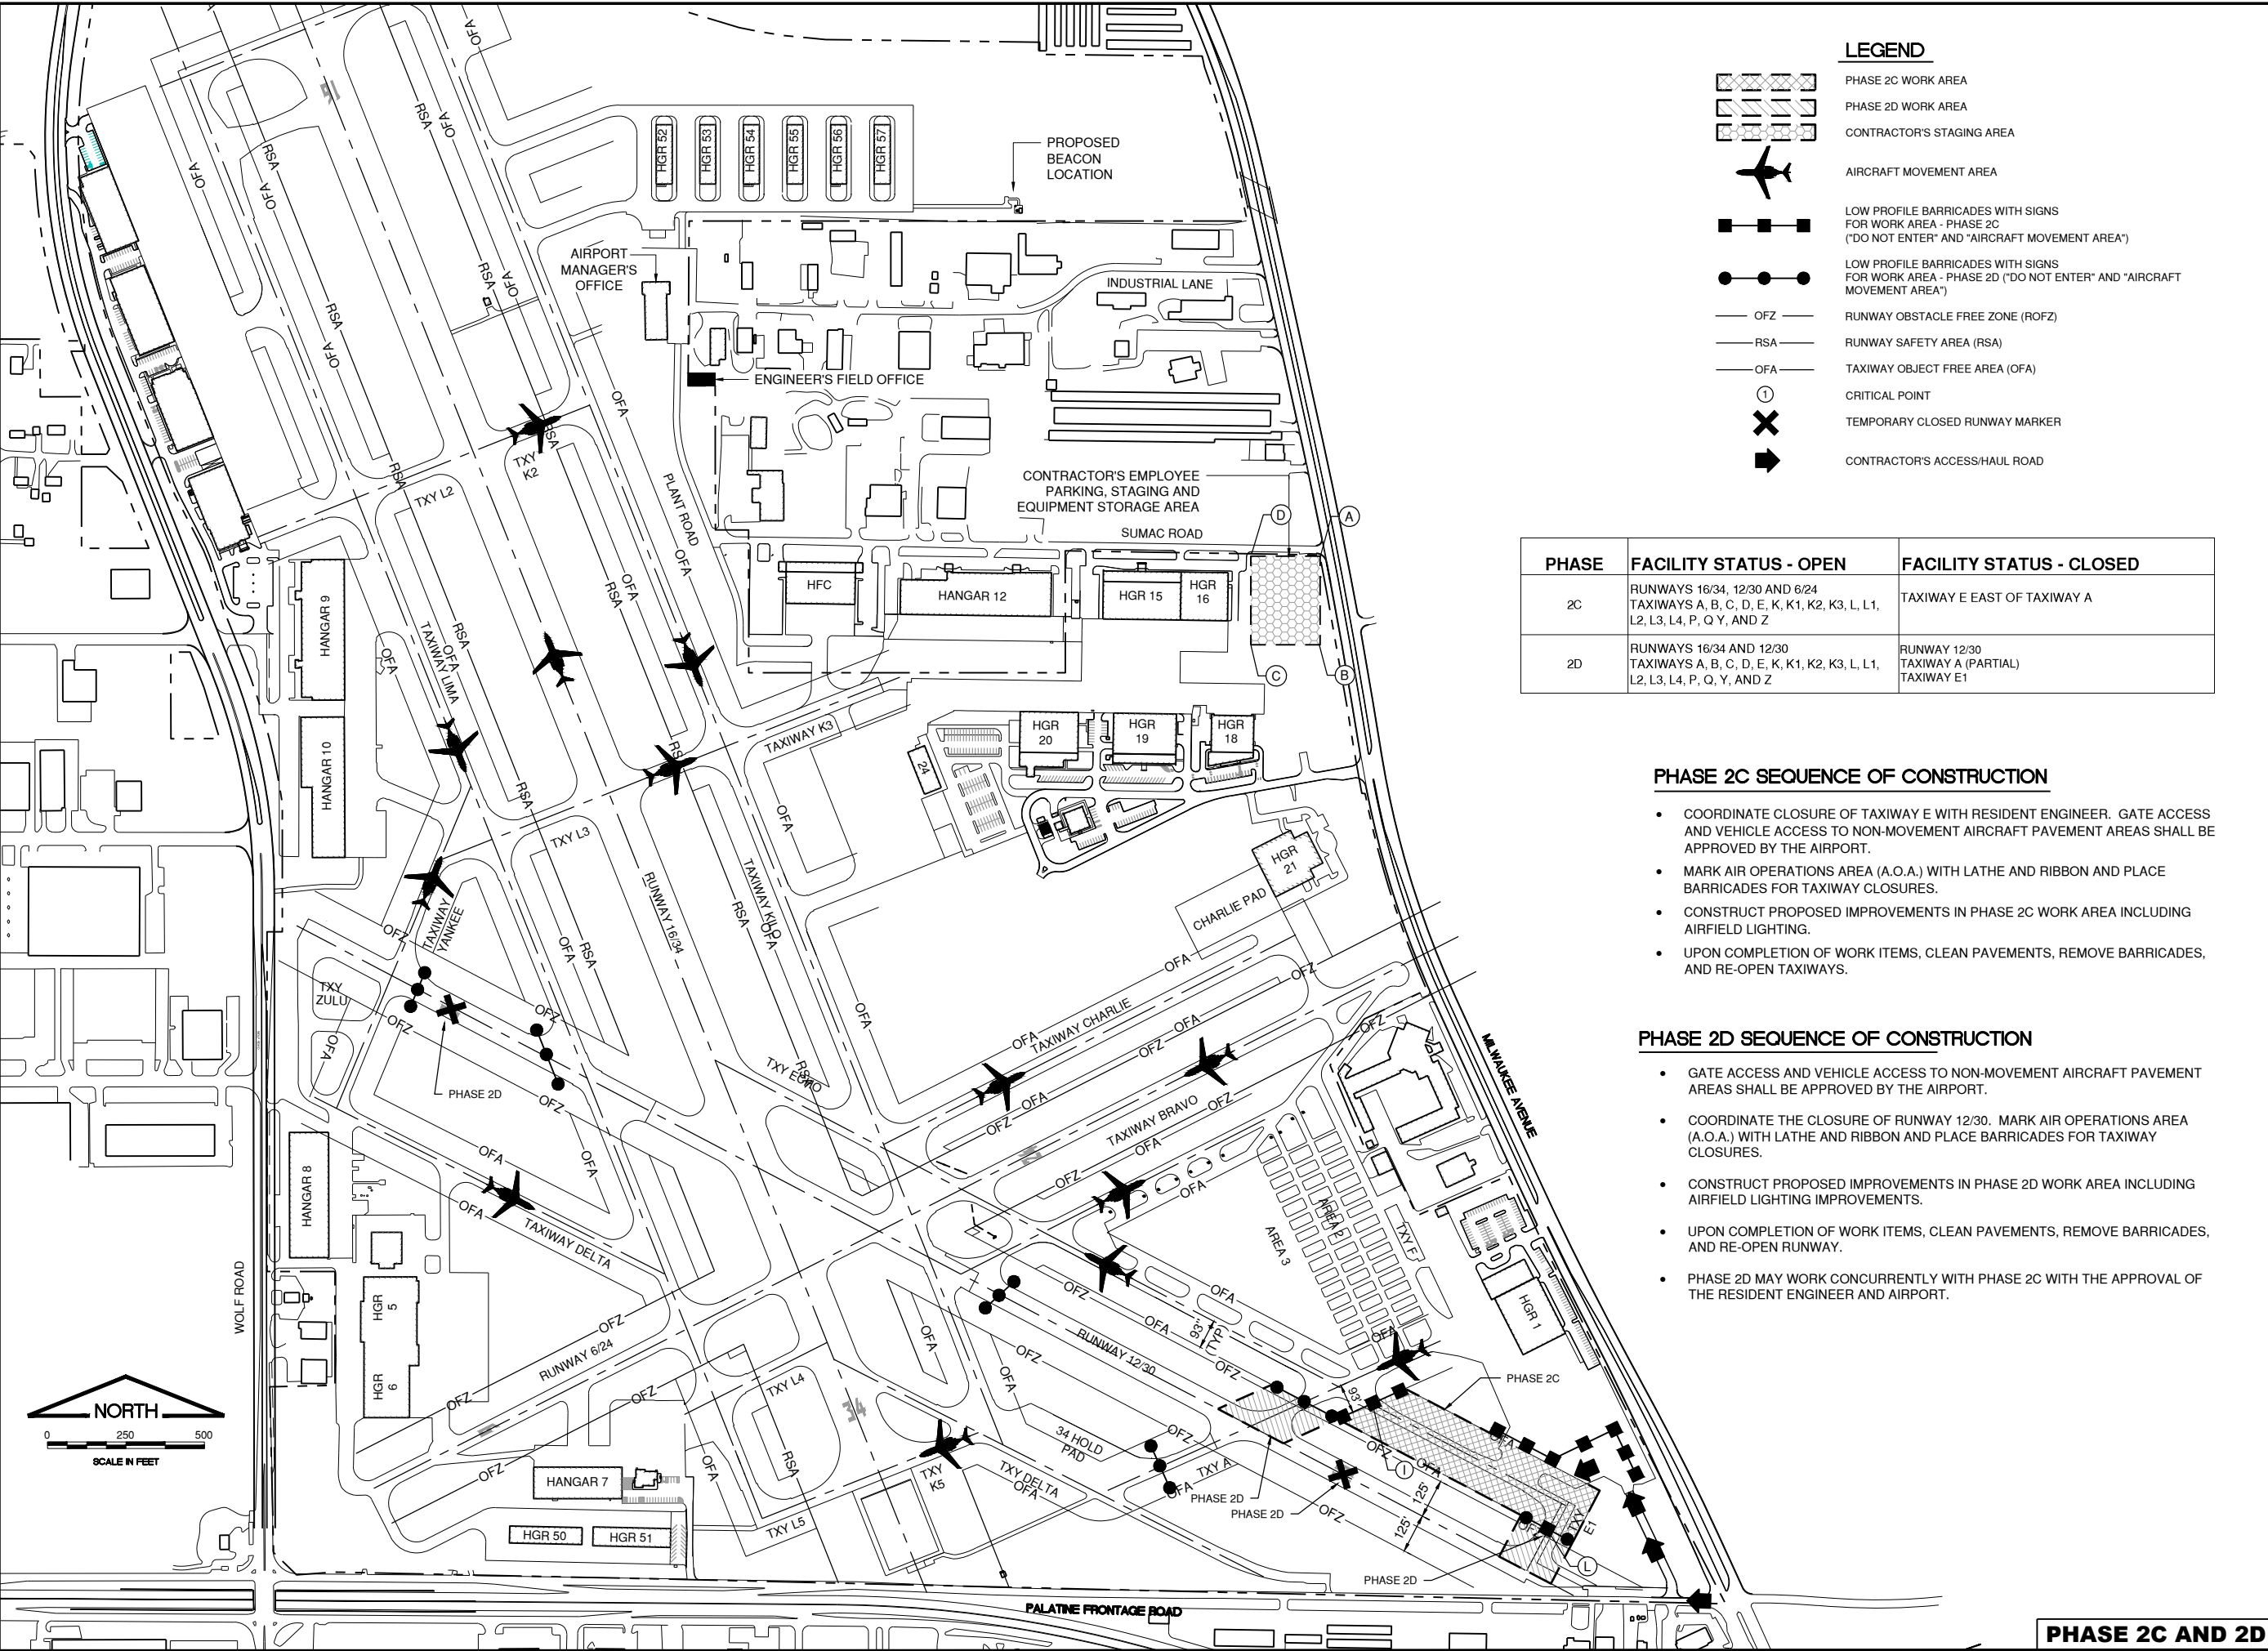 LEGEND
PHASE 2C WORK AREA
PHASE 2D WORK AREA
CONTRACTOR'S STAGING AREA
AIRCRAFT MOVEMENT AREA
LOW PROFILE BARRICADES WITH SIGNS
FOR WORK AREA - PHASE 2C
("DO NOT ENTER" AND "AIRCRAFT MOVEMENT AREA")
LOW PROFILE BARRICADES WITH SIGNS
FOR WORK AREA - PHASE 2D ("DO NOT ENTER" AND "AIRCRAFT
MOVEMENT AREA")
OFZ RUNWAY OBSTACLE FREE ZONE (ROFZ)
RSA RUNWAY SAFETY AREA (RSA)
OFA TAXIWAY OBJECT FREE AREA (OFA)
1 CRITICAL POINT
TEMPORARY CLOSED RUNWAY MARKER
CONTRACTOR'S ACCESS/HAUL ROAD
PHASE FACILITY STATUS - OPEN FACILITY STATUS - CLOSED
2C
RUNWAYS 16/34, 12/30 AND 6/24
TAXIWAYS A, B, C, D, E, K, K1, K2, K3, L, L1,
L2, L3, L4, P, Q Y, AND Z
TAXIWAY E EAST OF TAXIWAY A
2D
RUNWAYS 16/34 AND 12/30
TAXIWAYS A, B, C, D, E, K, K1, K2, K3, L, L1,
L2, L3, L4, P, Q, Y, AND Z
RUNWAY 12/30
TAXIWAY A (PARTIAL)
TAXIWAY E1
PHASE 2C SEQUENCE OF CONSTRUCTION
• COORDINATE CLOSURE OF TAXIWAY E WITH RESIDENT ENGINEER. GATE ACCESS
AND VEHICLE ACCESS TO NON-MOVEMENT AIRCRAFT PAVEMENT AREAS SHALL BE
APPROVED BY THE AIRPORT.
• MARK AIR OPERATIONS AREA (A.O.A.) WITH LATHE AND RIBBON AND PLACE
BARRICADES FOR TAXIWAY CLOSURES.
• CONSTRUCT PROPOSED IMPROVEMENTS IN PHASE 2C WORK AREA INCLUDING
AIRFIELD LIGHTING.
• UPON COMPLETION OF WORK ITEMS, CLEAN PAVEMENTS, REMOVE BARRICADES,
AND RE-OPEN TAXIWAYS.
PHASE 2D SEQUENCE OF CONSTRUCTION
• GATE ACCESS AND VEHICLE ACCESS TO NON-MOVEMENT AIRCRAFT PAVEMENT
AREAS SHALL BE APPROVED BY THE AIRPORT.
• COORDINATE THE CLOSURE OF RUNWAY 12/30. MARK AIR OPERATIONS AREA
(A.O.A.) WITH LATHE AND RIBBON AND PLACE BARRICADES FOR TAXIWAY
CLOSURES.
• CONSTRUCT PROPOSED IMPROVEMENTS IN PHASE 2D WORK AREA INCLUDING
AIRFIELD LIGHTING IMPROVEMENTS.
• UPON COMPLETION OF WORK ITEMS, CLEAN PAVEMENTS, REMOVE BARRICADES,
AND RE-OPEN RUNWAY.
• PHASE 2D MAY WORK CONCURRENTLY WITH PHASE 2C WITH THE APPROVAL OF
THE RESIDENT ENGINEER AND AIRPORT.
HGR 52
HGR 53
HGR 54
HGR 55
HGR 56
HGR 57
PROPOSED
BEACON
LOCATION
AIRPORT
MANAGER'S
OFFICE
INDUSTRIAL LANE
ENGINEER'S FIELD OFFICE
CONTRACTOR'S EMPLOYEE
PARKING, STAGING AND
EQUIPMENT STORAGE AREA
SUMAC ROAD
PLANT ROAD
D
A
C
B
HFC
HANGAR 12
HGR 15
HGR
16
HGR
20
HGR
19
HGR
18
24
HGR
21
CHARLIE PAD
TXY
K2
TXY L2
TAXIWAY LIMA
HANGAR 9
HANGAR 10
TAXIWAY K3
TXY L3
TAXIWAY
YANKEE
RUNWAY 16/34
TAXIWAY KILO
TXY
ZULU
PHASE 2D
TXY ECHO
TAXIWAY CHARLIE
TAXIWAY BRAVO
MILWAUKEE AVENUE
HANGAR 8
TAXIWAY DELTA
WOLF ROAD
HGR 5
HGR 6
RUNWAY 6/24
AREA 3
AREA 2
TXY F
HGR 1
93'
(TYP)
RUNWAY 12/30
93'
PHASE 2C
TXY L4
34
34 HOLD
PAD
TXY
K5
TXY DELTA
TXY A
PHASE 2D
PHASE 2D
I
125'
125'
TXY
E1
L
PHASE 2D
HANGAR 7
HGR 50
HGR 51
TXY L5
NORTH
0 250 500
SCALE IN FEET
PALATINE FRONTAGE ROAD
PHASE 2C AND 2D